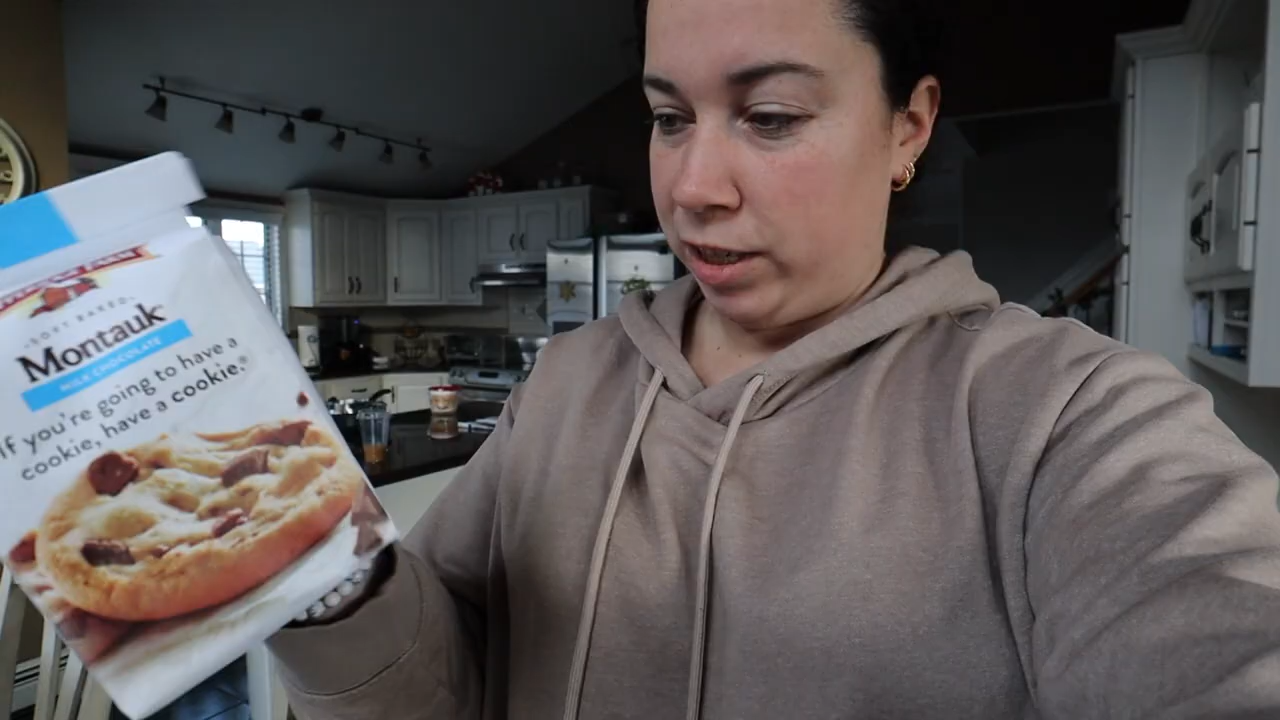 SOFT BAKED
Montauk
MILK CHOCOLATE
If you're going to have a
cookie, have a cookie.®